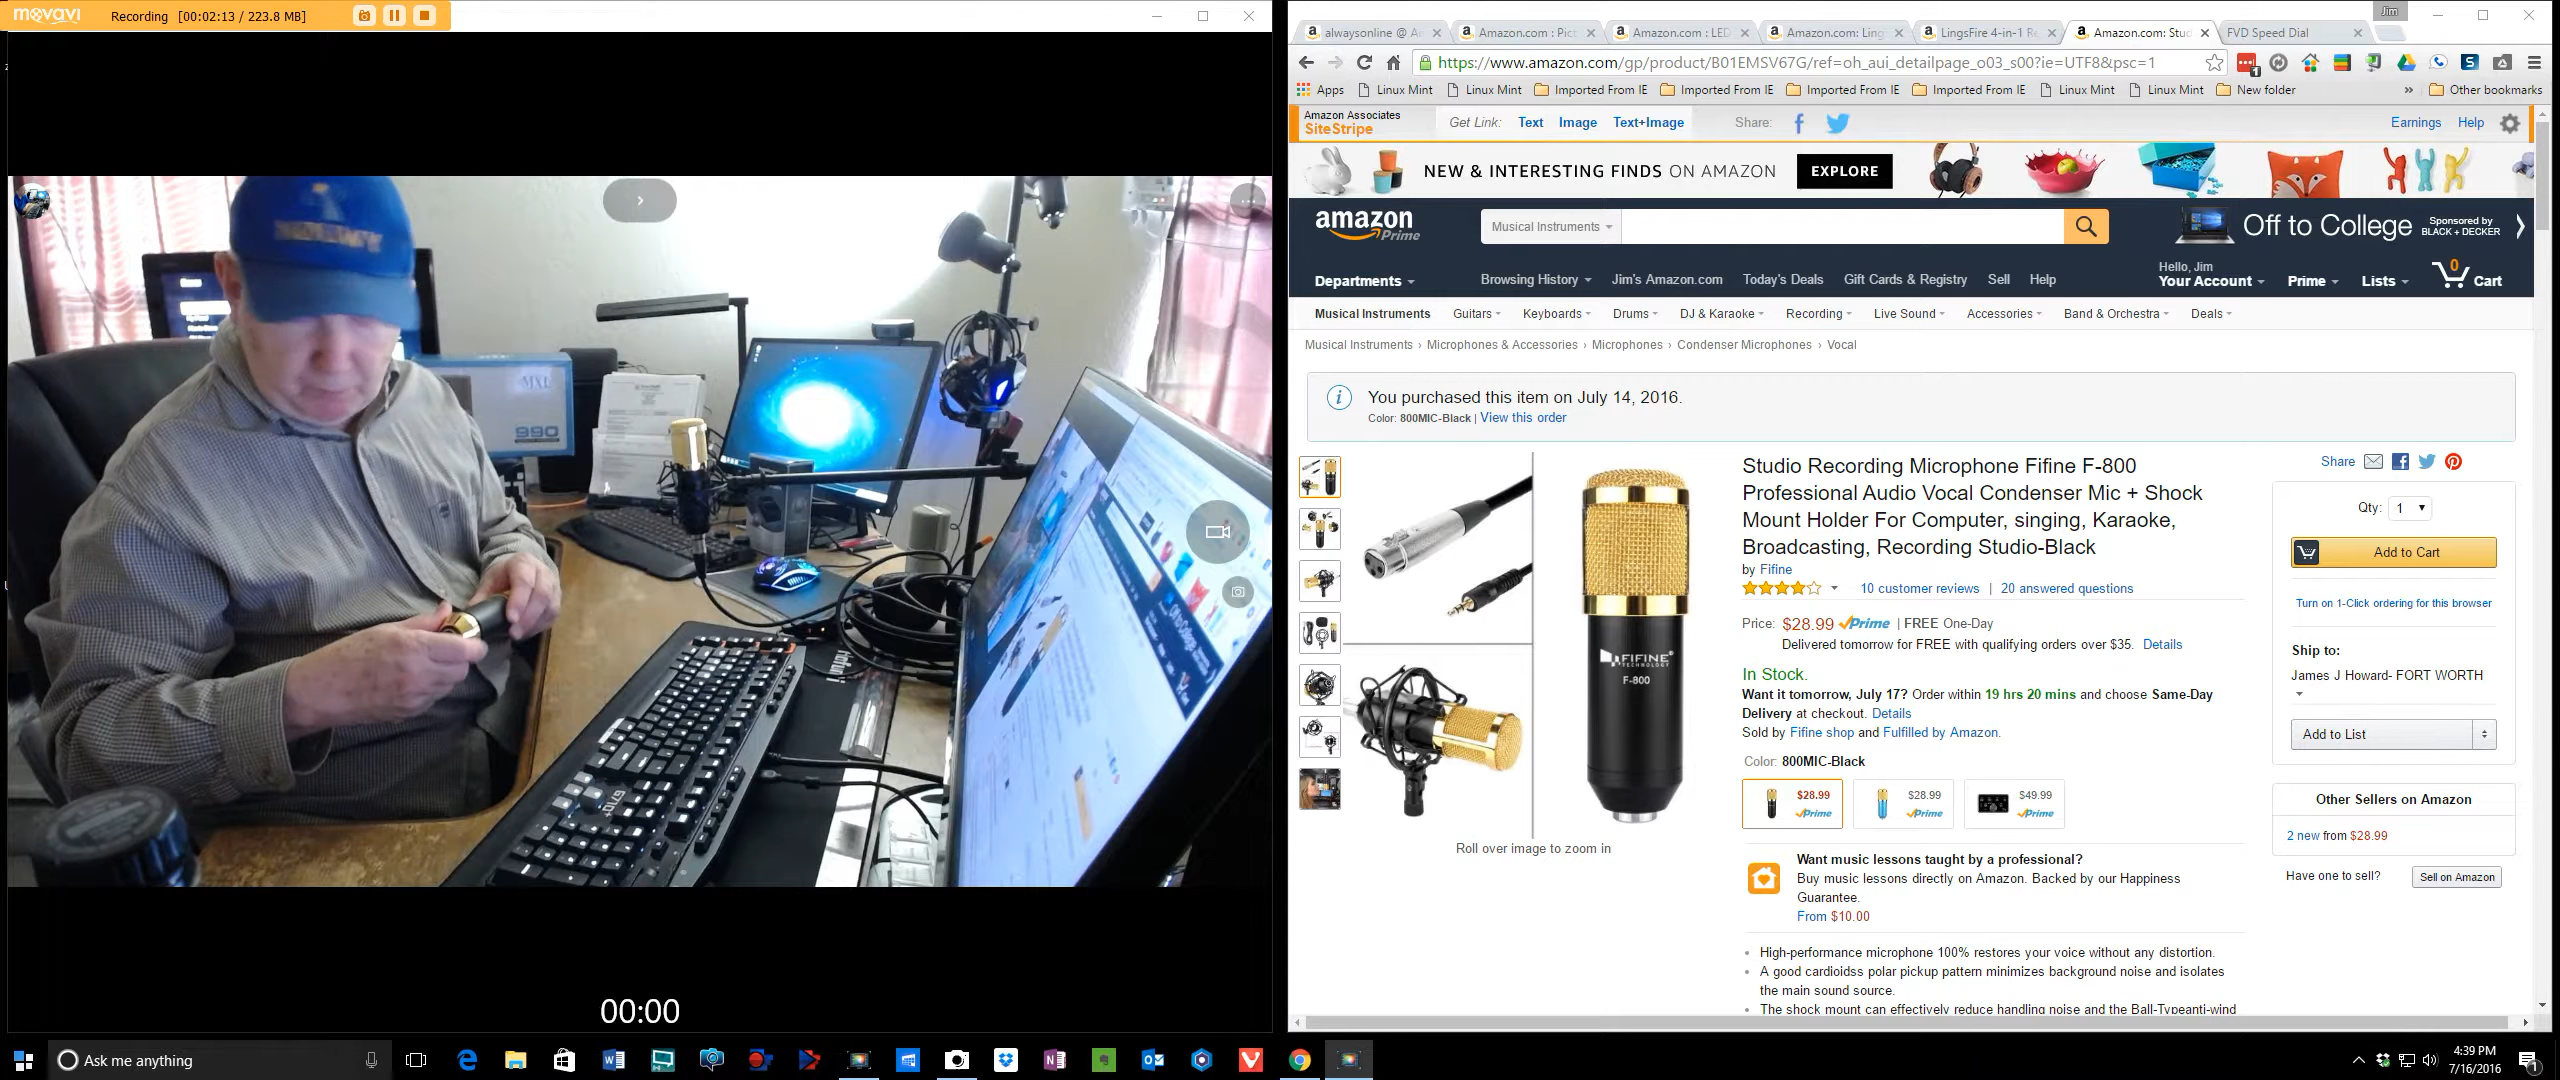 movavi
Recording [00:02:13 / 223.8 MB]
MXL
990
G710
00:00
Jim
alwaysonline @ A
Amazon.com : Pict
Amazon.com : LED
Amazon.com: Ling
LingsFire 4-in-1 R
Amazon.com: Stud
FVD Speed Dial
https://www.amazon.com/gp/product/B01EMSV67G/ref=oh_aui_detailpage_o03_s00?ie=UTF8&psc=1
Apps
Linux Mint
Linux Mint
Imported From IE
Imported From IE
Imported From IE
Imported From IE
Linux Mint
Linux Mint
New folder
»
Other bookmarks
Amazon Associates
SiteStripe
Get Link: Text Image Text+Image
Share:
Earnings Help
NEW & INTERESTING FINDS ON AMAZON EXPLORE
amazon
Prime
Musical Instruments
Off to College
Sponsored by
BLACK + DECKER
Departments
Browsing History
Jim's Amazon.com
Today's Deals
Gift Cards & Registry
Sell
Help
Hello, Jim
Your Account
Prime
Lists
0
Cart
Musical Instruments
Guitars
Keyboards
Drums
DJ & Karaoke
Recording
Live Sound
Accessories
Band & Orchestra
Deals
Musical Instruments › Microphones & Accessories › Microphones › Condenser Microphones › Vocal
You purchased this item on July 14, 2016.
Color: 800MIC-Black | View this order
FIFINE
TECHNOLOGY
F-800
Roll over image to zoom in
Studio Recording Microphone Fifine F-800
Professional Audio Vocal Condenser Mic + Shock
Mount Holder For Computer, singing, Karaoke,
Broadcasting, Recording Studio-Black
by Fifine
10 customer reviews | 20 answered questions
Price: $28.99 Prime | FREE One-Day
Delivered tomorrow for FREE with qualifying orders over $35. Details
In Stock.
Want it tomorrow, July 17? Order within 19 hrs 20 mins and choose Same-Day
Delivery at checkout. Details
Sold by Fifine shop and Fulfilled by Amazon.
Color: 800MIC-Black
$28.99
Prime
$28.99
Prime
$49.99
Prime
Want music lessons taught by a professional?
Buy music lessons directly on Amazon. Backed by our Happiness
Guarantee.
From $10.00
High-performance microphone 100% restores your voice without any distortion.
A good cardioidss polar pickup pattern minimizes background noise and isolates
the main sound source.
The shock mount can effectively reduce handling noise and the Ball-Typeanti-wind
Share
Qty: 1
Add to Cart
Turn on 1-Click ordering for this browser
Ship to:
James J Howard- FORT WORTH
Add to List
Other Sellers on Amazon
2 new from $28.99
Have one to sell? Sell on Amazon
Ask me anything
4:39 PM
7/16/2016
1